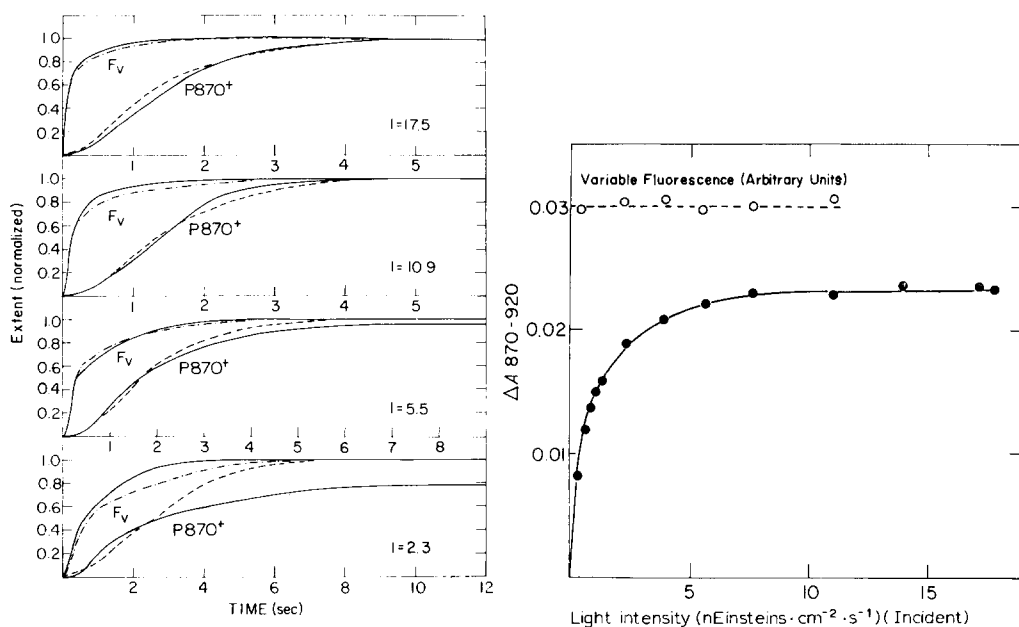 1.0
0.8
0.6
0.4
0.2
Fᵥ
P870⁺
I=17.5
1 2 3 4 5
1.0
0.8
0.6
0.4
0.2
Fᵥ
P870⁺
I=10.9
1 2 3 4 5
1.0
0.8
0.6
0.4
0.2
Fᵥ
P870⁺
I=5.5
1 2 3 4 5 6 7 8
1.0
0.8
0.6
0.4
0.2
Fᵥ
P870⁺
I=2.3
2 4 6 8 10 12
Extent (normalized)
TIME (sec)
Variable Fluorescence (Arbitrary Units)
0.03
0.02
0.01
ΔA 870-920
0 5 10 15
Light intensity (nEinsteins·cm⁻²·s⁻¹)(Incident)